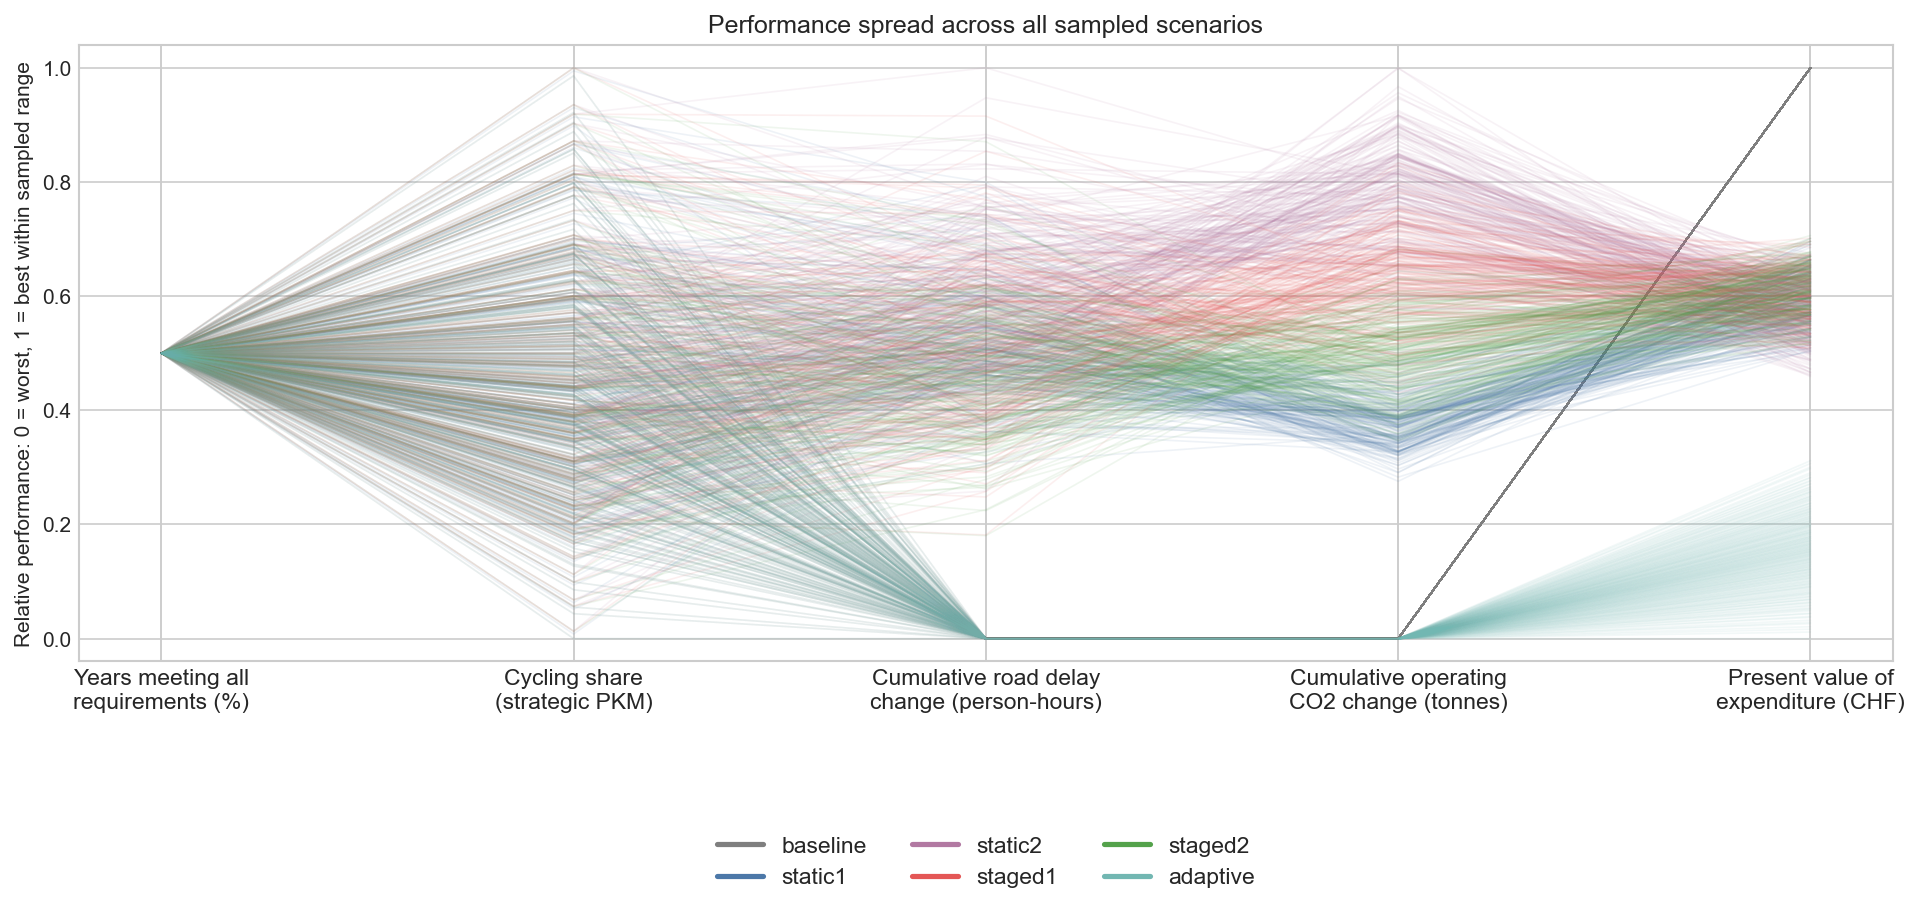 Performance spread across all sampled scenarios
Relative performance: 0 = worst, 1 = best within sampled range
1.0
0.8
0.6
0.4
0.2
0.0
Years meeting all
requirements (%)
Cycling share
(strategic PKM)
Cumulative road delay
change (person-hours)
Cumulative operating
CO2 change (tonnes)
Present value of
expenditure (CHF)
baseline
static1
static2
staged1
staged2
adaptive